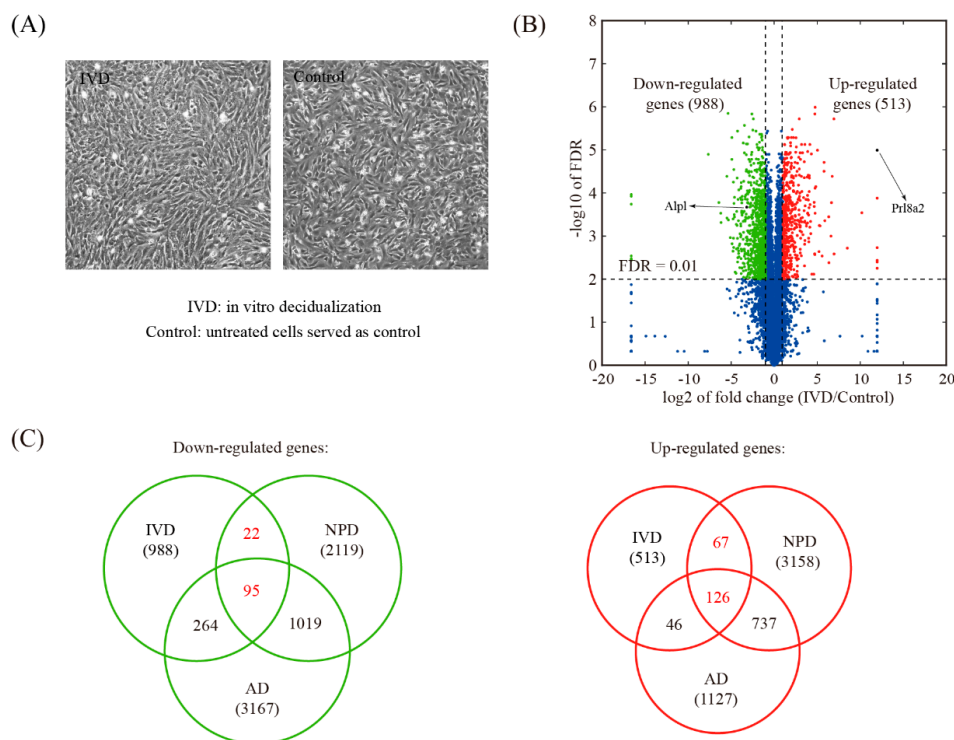 (A)
IVD
Control
IVD: in vitro decidualization
Control: untreated cells served as control
(B)
8
7
6
5
4
3
2
1
0
-log10 of FDR
Down-regulated
genes (988)
Up-regulated
genes (513)
Alpl
Prl8a2
FDR = 0.01
-20 -15 -10 -5 0 5 10 15 20
log2 of fold change (IVD/Control)
(C)
Down-regulated genes:
IVD
(988)
22
NPD
(2119)
95
264
1019
AD
(3167)
Up-regulated genes:
IVD
(513)
67
NPD
(3158)
126
46
737
AD
(1127)